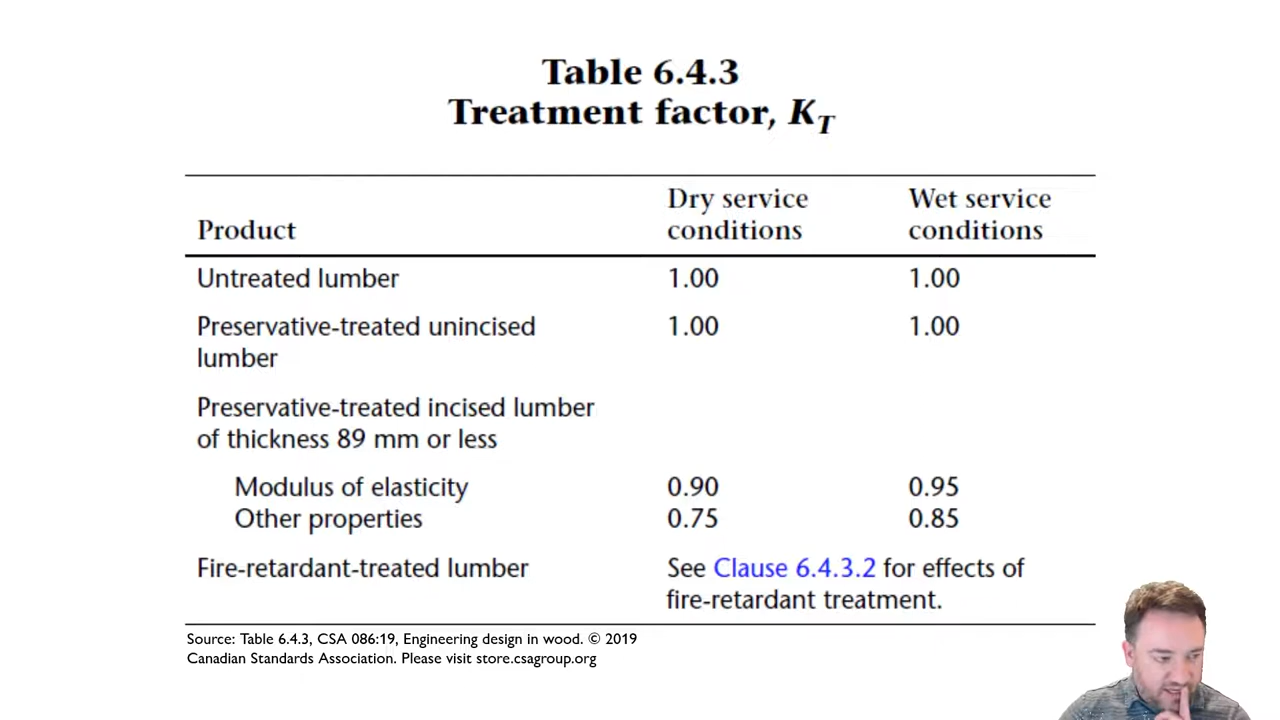 Table 6.4.3
Treatment factor, K_T
Product
Dry service
conditions
Wet service
conditions
Untreated lumber 1.00 1.00
Preservative-treated unincised 1.00 1.00
lumber
Preservative-treated incised lumber
of thickness 89 mm or less
Modulus of elasticity 0.90 0.95
Other properties 0.75 0.85
Fire-retardant-treated lumber See Clause 6.4.3.2 for effects of
fire-retardant treatment.
Source: Table 6.4.3, CSA 086:19, Engineering design in wood. © 2019
Canadian Standards Association. Please visit store.csagroup.org